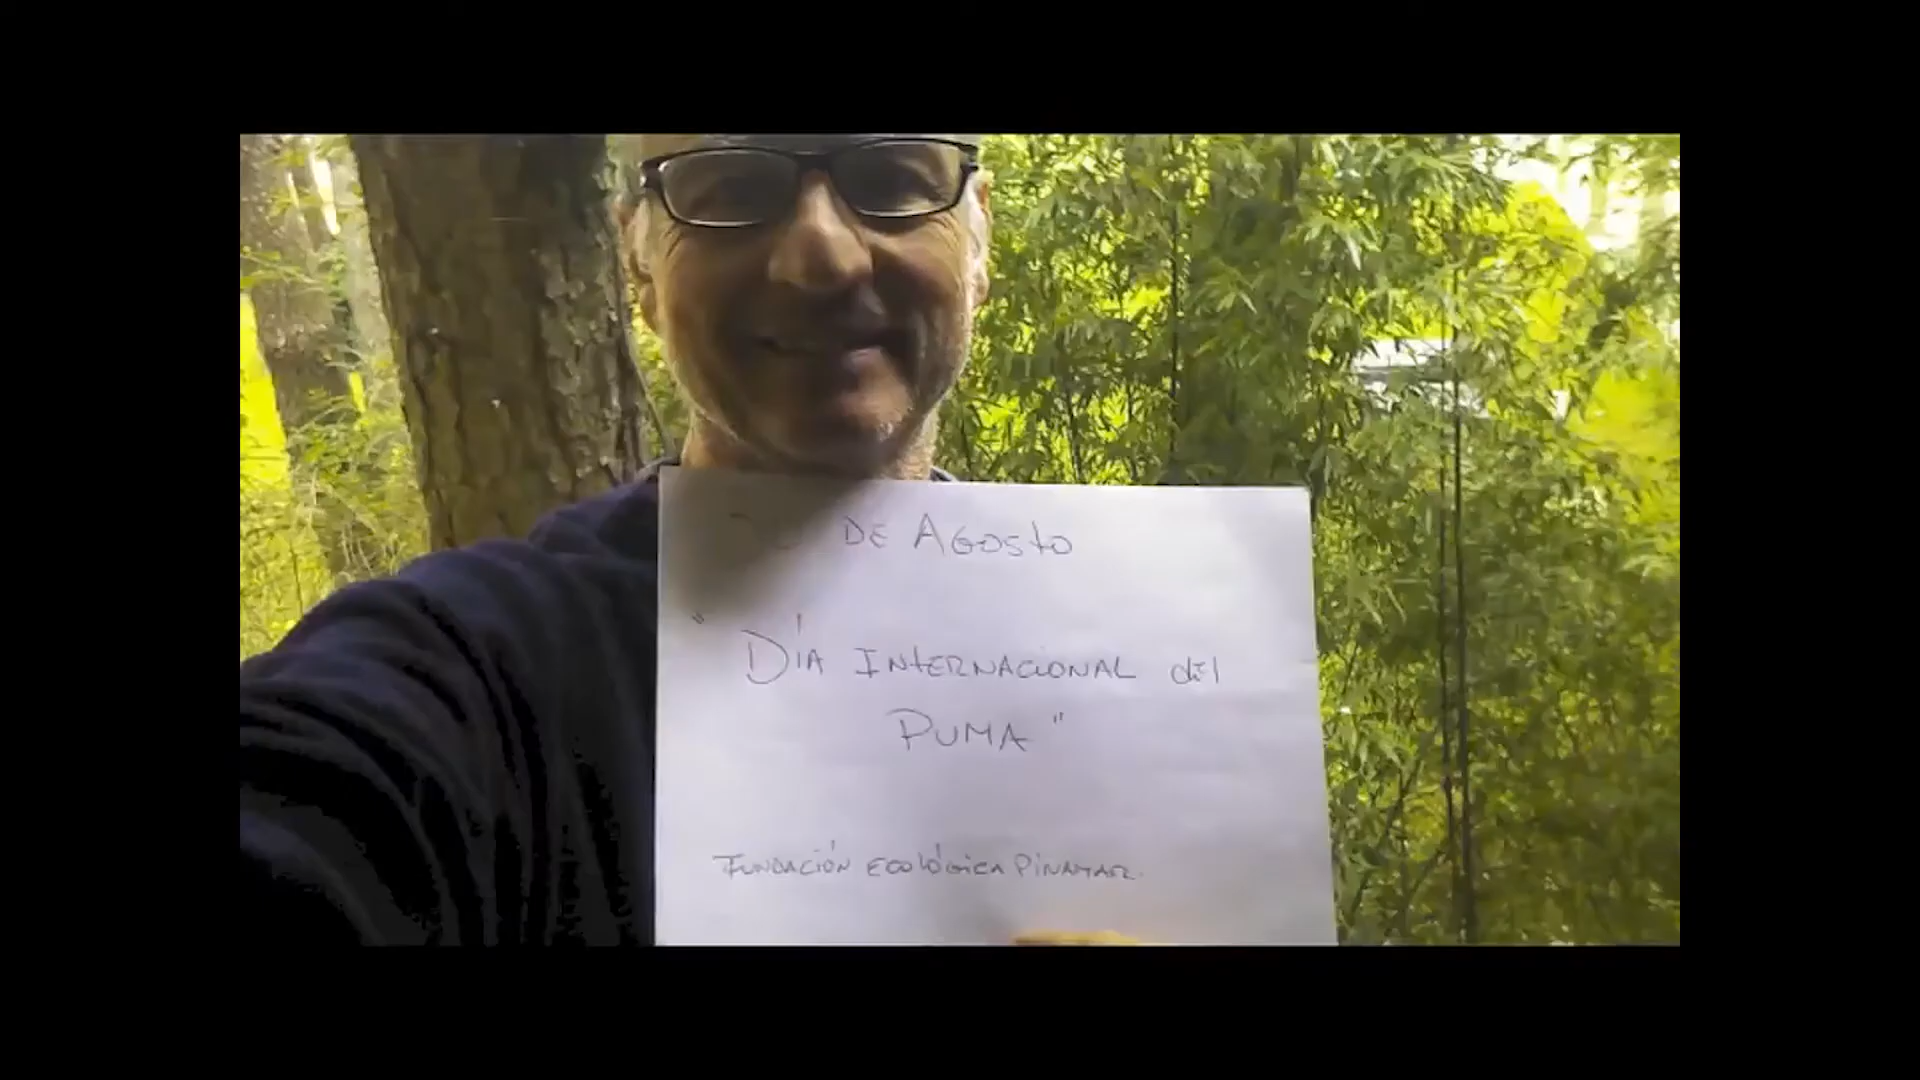 DE AGOSTO
"DÍA INTERNACIONAL del
PUMA"
FUNDACIÓN ECOLÓGICA PINAMAR.